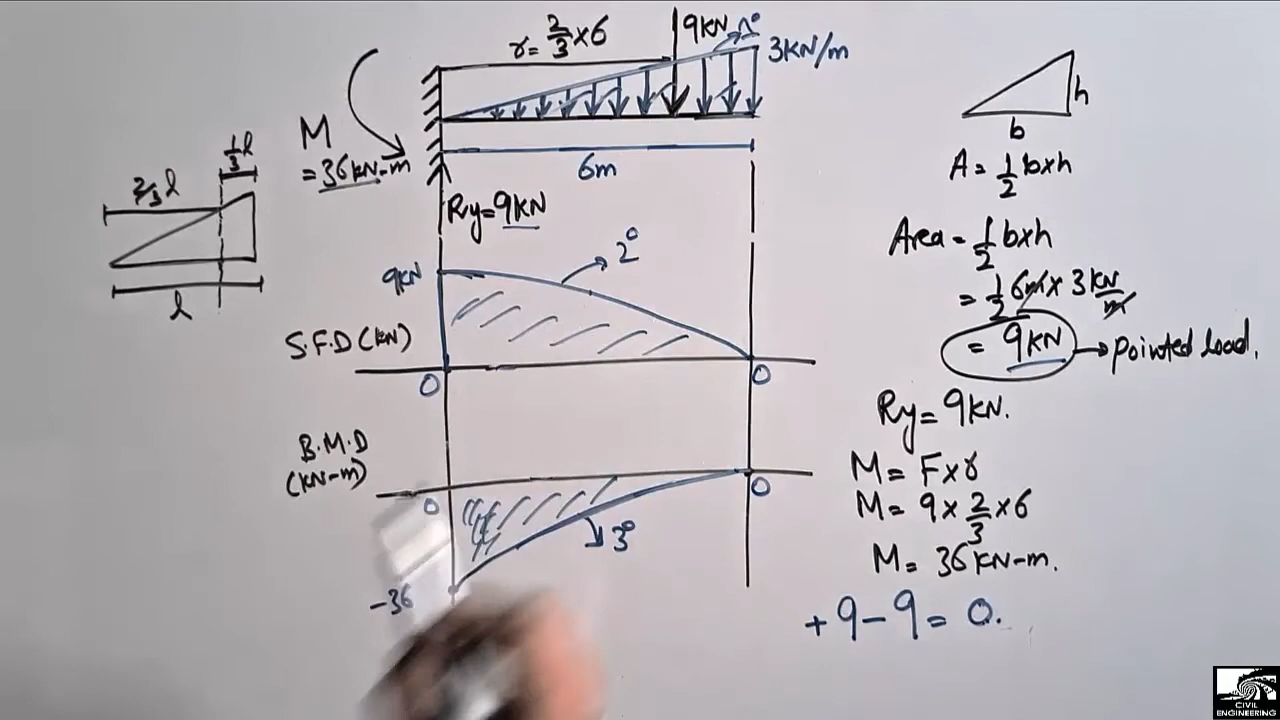 r = 2/3 × 6
9KN
1°
3KN/m
M
= 36KN-m
6m
Ry = 9KN
2/3 l
1/3 l
l
h
b
A = 1/2 b×h
Area = 1/2 b×h
= 1/2 6m × 3 KN/m
= 9KN → pointed load.
9KN
2°
S.F.D (KN)
0
0
B.M.D
(KN-m)
0
0
3°
-36
Ry = 9KN.
M = F×r
M = 9 × 2/3 × 6
M = 36 KN-m.
+9-9 = 0.
CIVIL
ENGINEERING